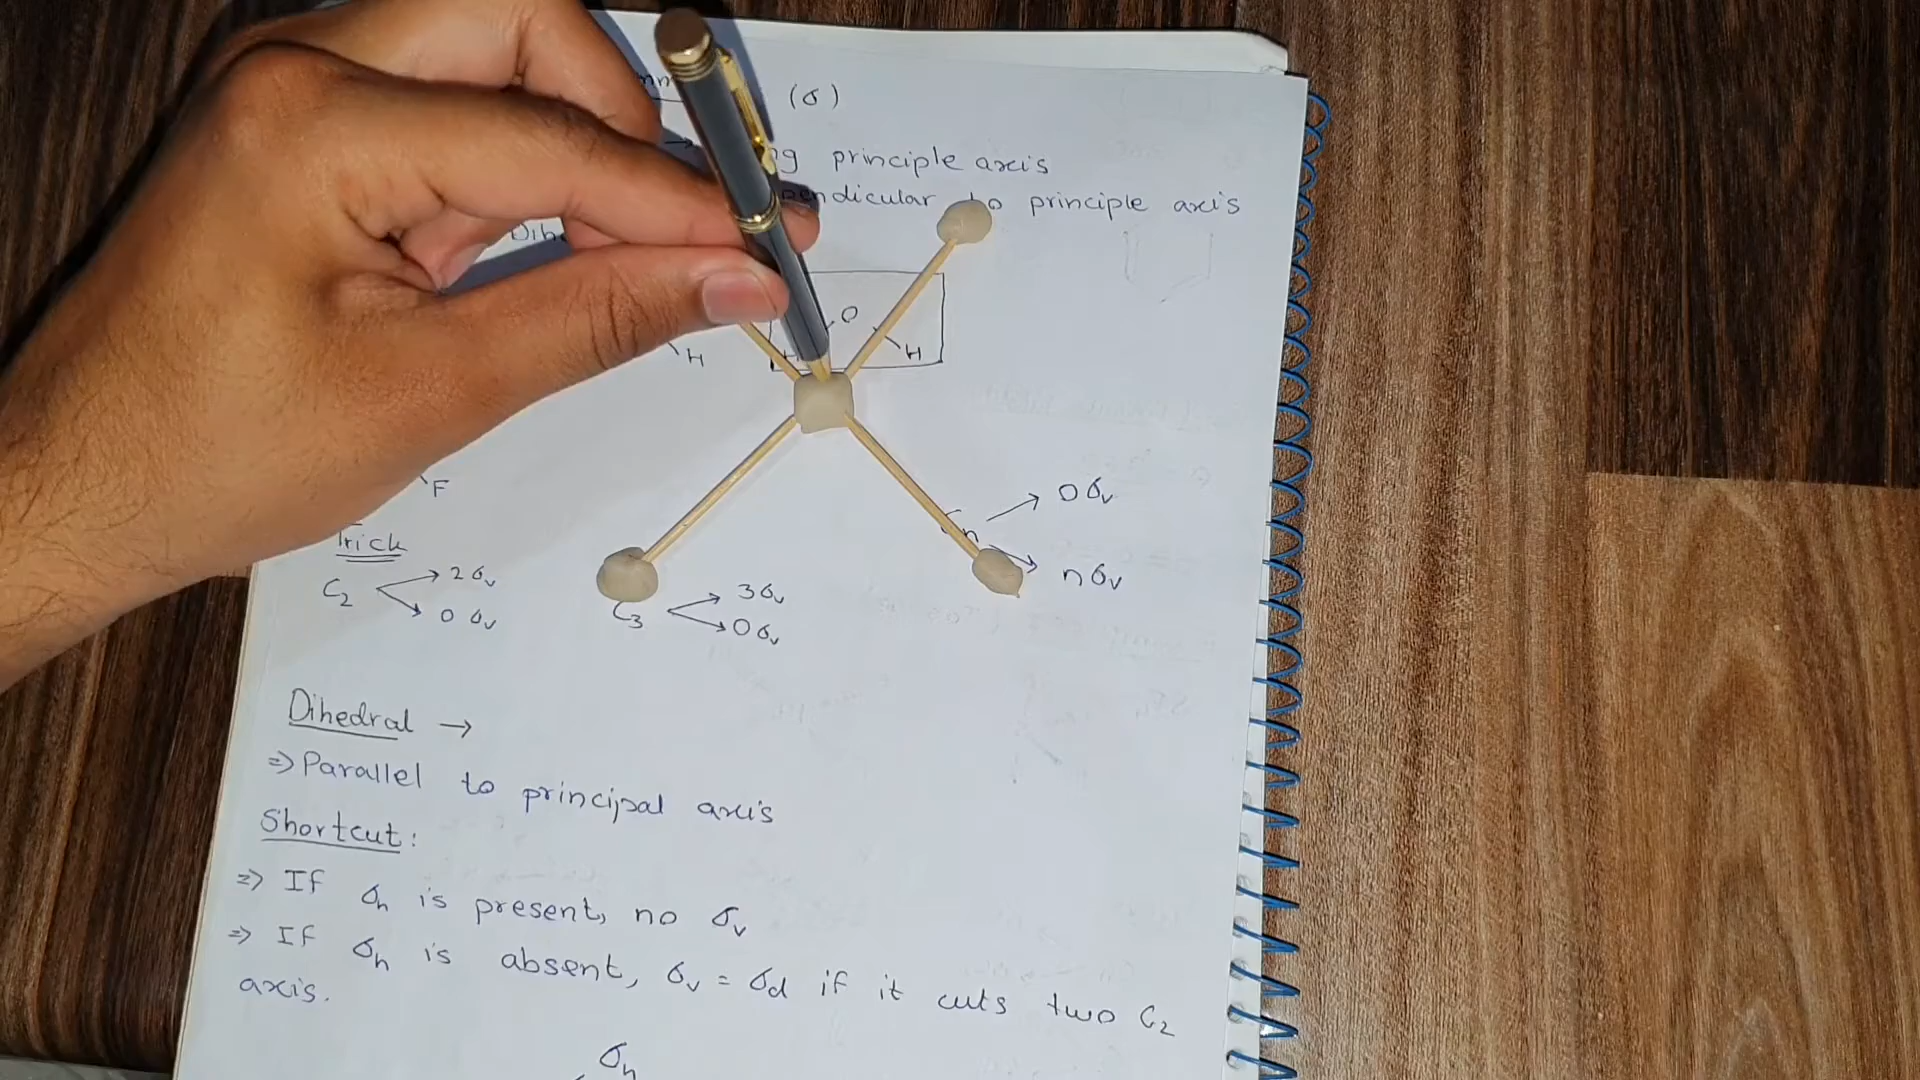 (σ)
→ principle axis
to principle axis
O
H H
H
F
Trick
C₂ 2σᵥ
0σᵥ
C₃ 3σᵥ
0σᵥ
Cn 0σᵥ
nσᵥ
Dihedral →
⇒ Parallel to principal axis
Shortcut:
⇒ If σₕ is present, no σᵥ
⇒ If σₕ is absent, σᵥ = σd if it cuts two C₂
axis.
σₕ